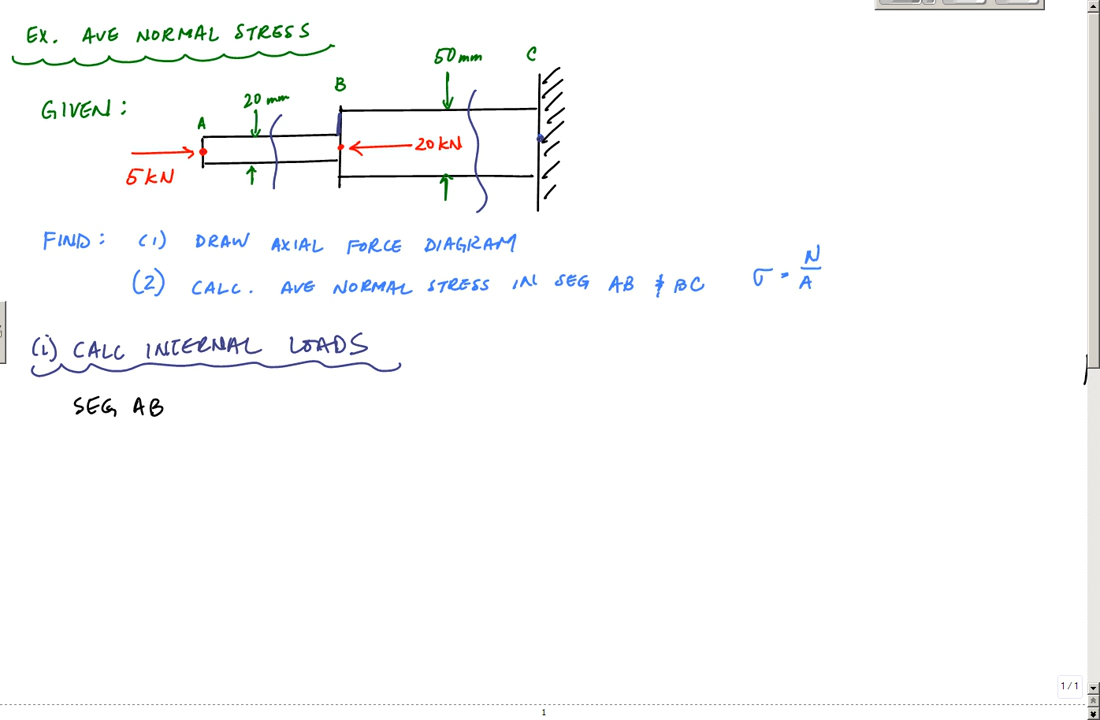 EX. AVE NORMAL STRESS
GIVEN:
A
20 mm
B
50 mm
C
5 kN
20 kN
FIND: (1) DRAW AXIAL FORCE DIAGRAM
(2) CALC. AVE NORMAL STRESS IN SEG AB & BC σ = N/A
(1) CALC INTERNAL LOADS
SEG AB
1/1
1